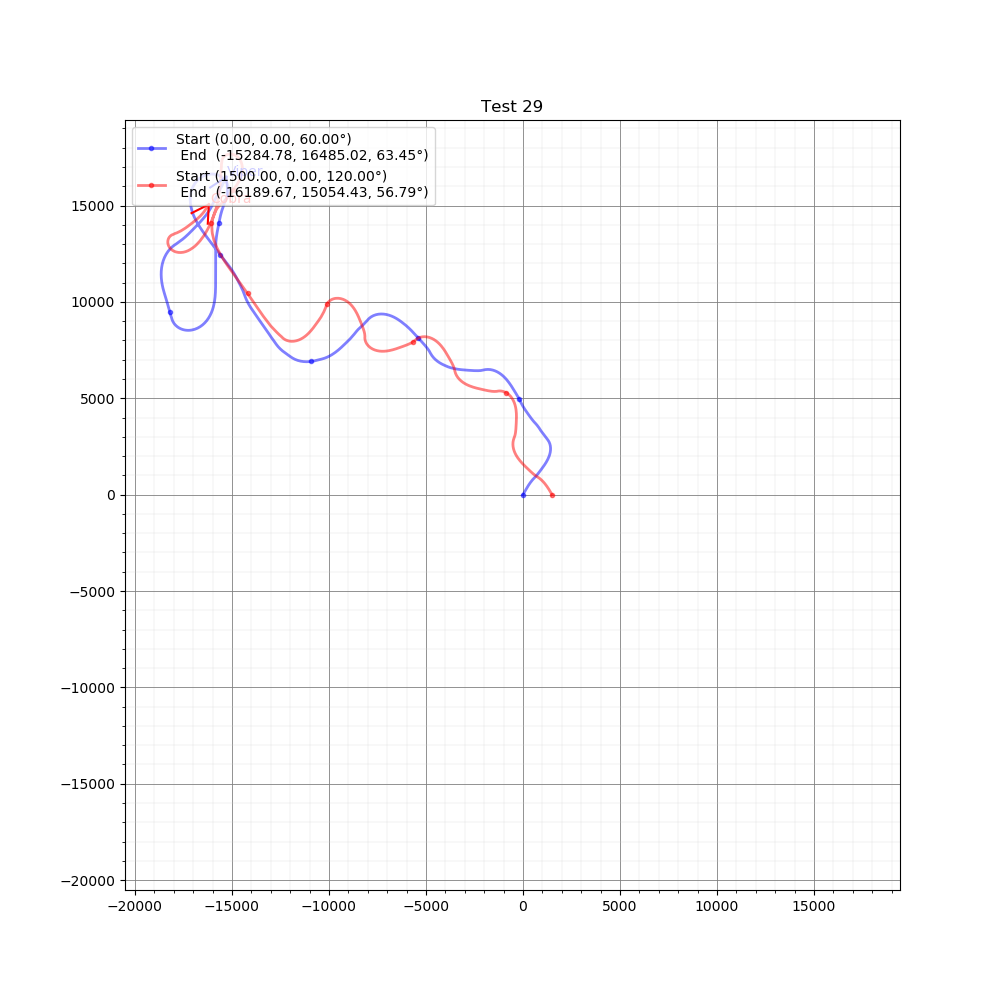 Test 29
Start (0.00, 0.00, 60.00°)
End  (-15284.78, 16485.02, 63.45°)
Start (1500.00, 0.00, 120.00°)
End  (-16189.67, 15054.43, 56.79°)
15000
10000
5000
0
−5000
−10000
−15000
−20000
−20000 −15000 −10000 −5000 0 5000 10000 15000